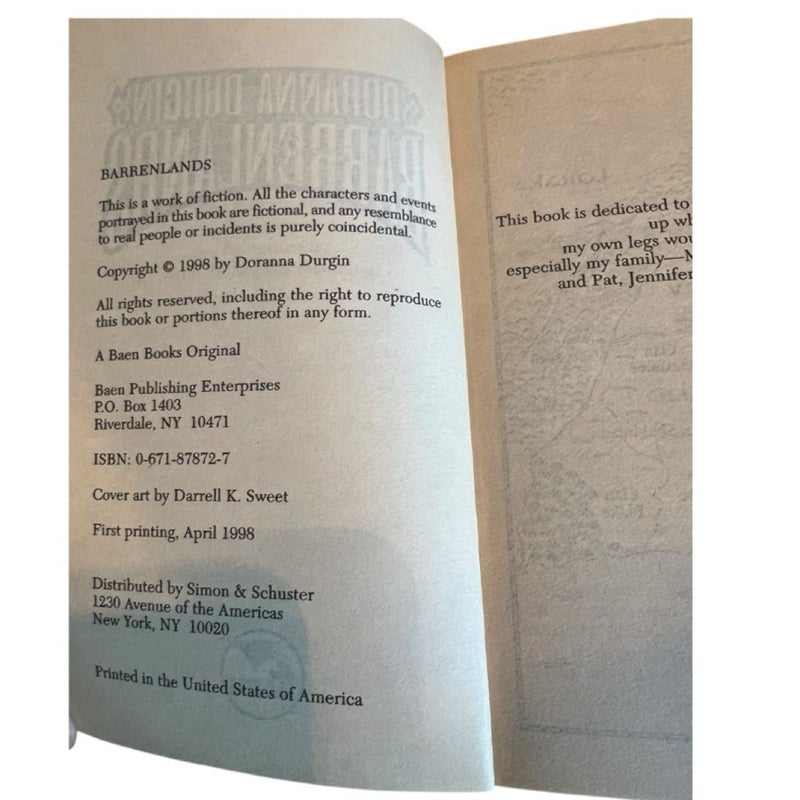 BARRENLANDS
This is a work of fiction. All the characters and events
portrayed in this book are fictional, and any resemblance
to real people or incidents is purely coincidental.
Copyright © 1998 by Doranna Durgin
All rights reserved, including the right to reproduce
this book or portions thereof in any form.
A Baen Books Original
Baen Publishing Enterprises
P.O. Box 1403
Riverdale, NY 10471
ISBN: 0-671-87872-7
Cover art by Darrell K. Sweet
First printing, April 1998
Distributed by Simon & Schuster
1230 Avenue of the Americas
New York, NY 10020
Printed in the United States of America
This book is dedicated to
up
my own legs
especially my family—
and Pat, Jennifer